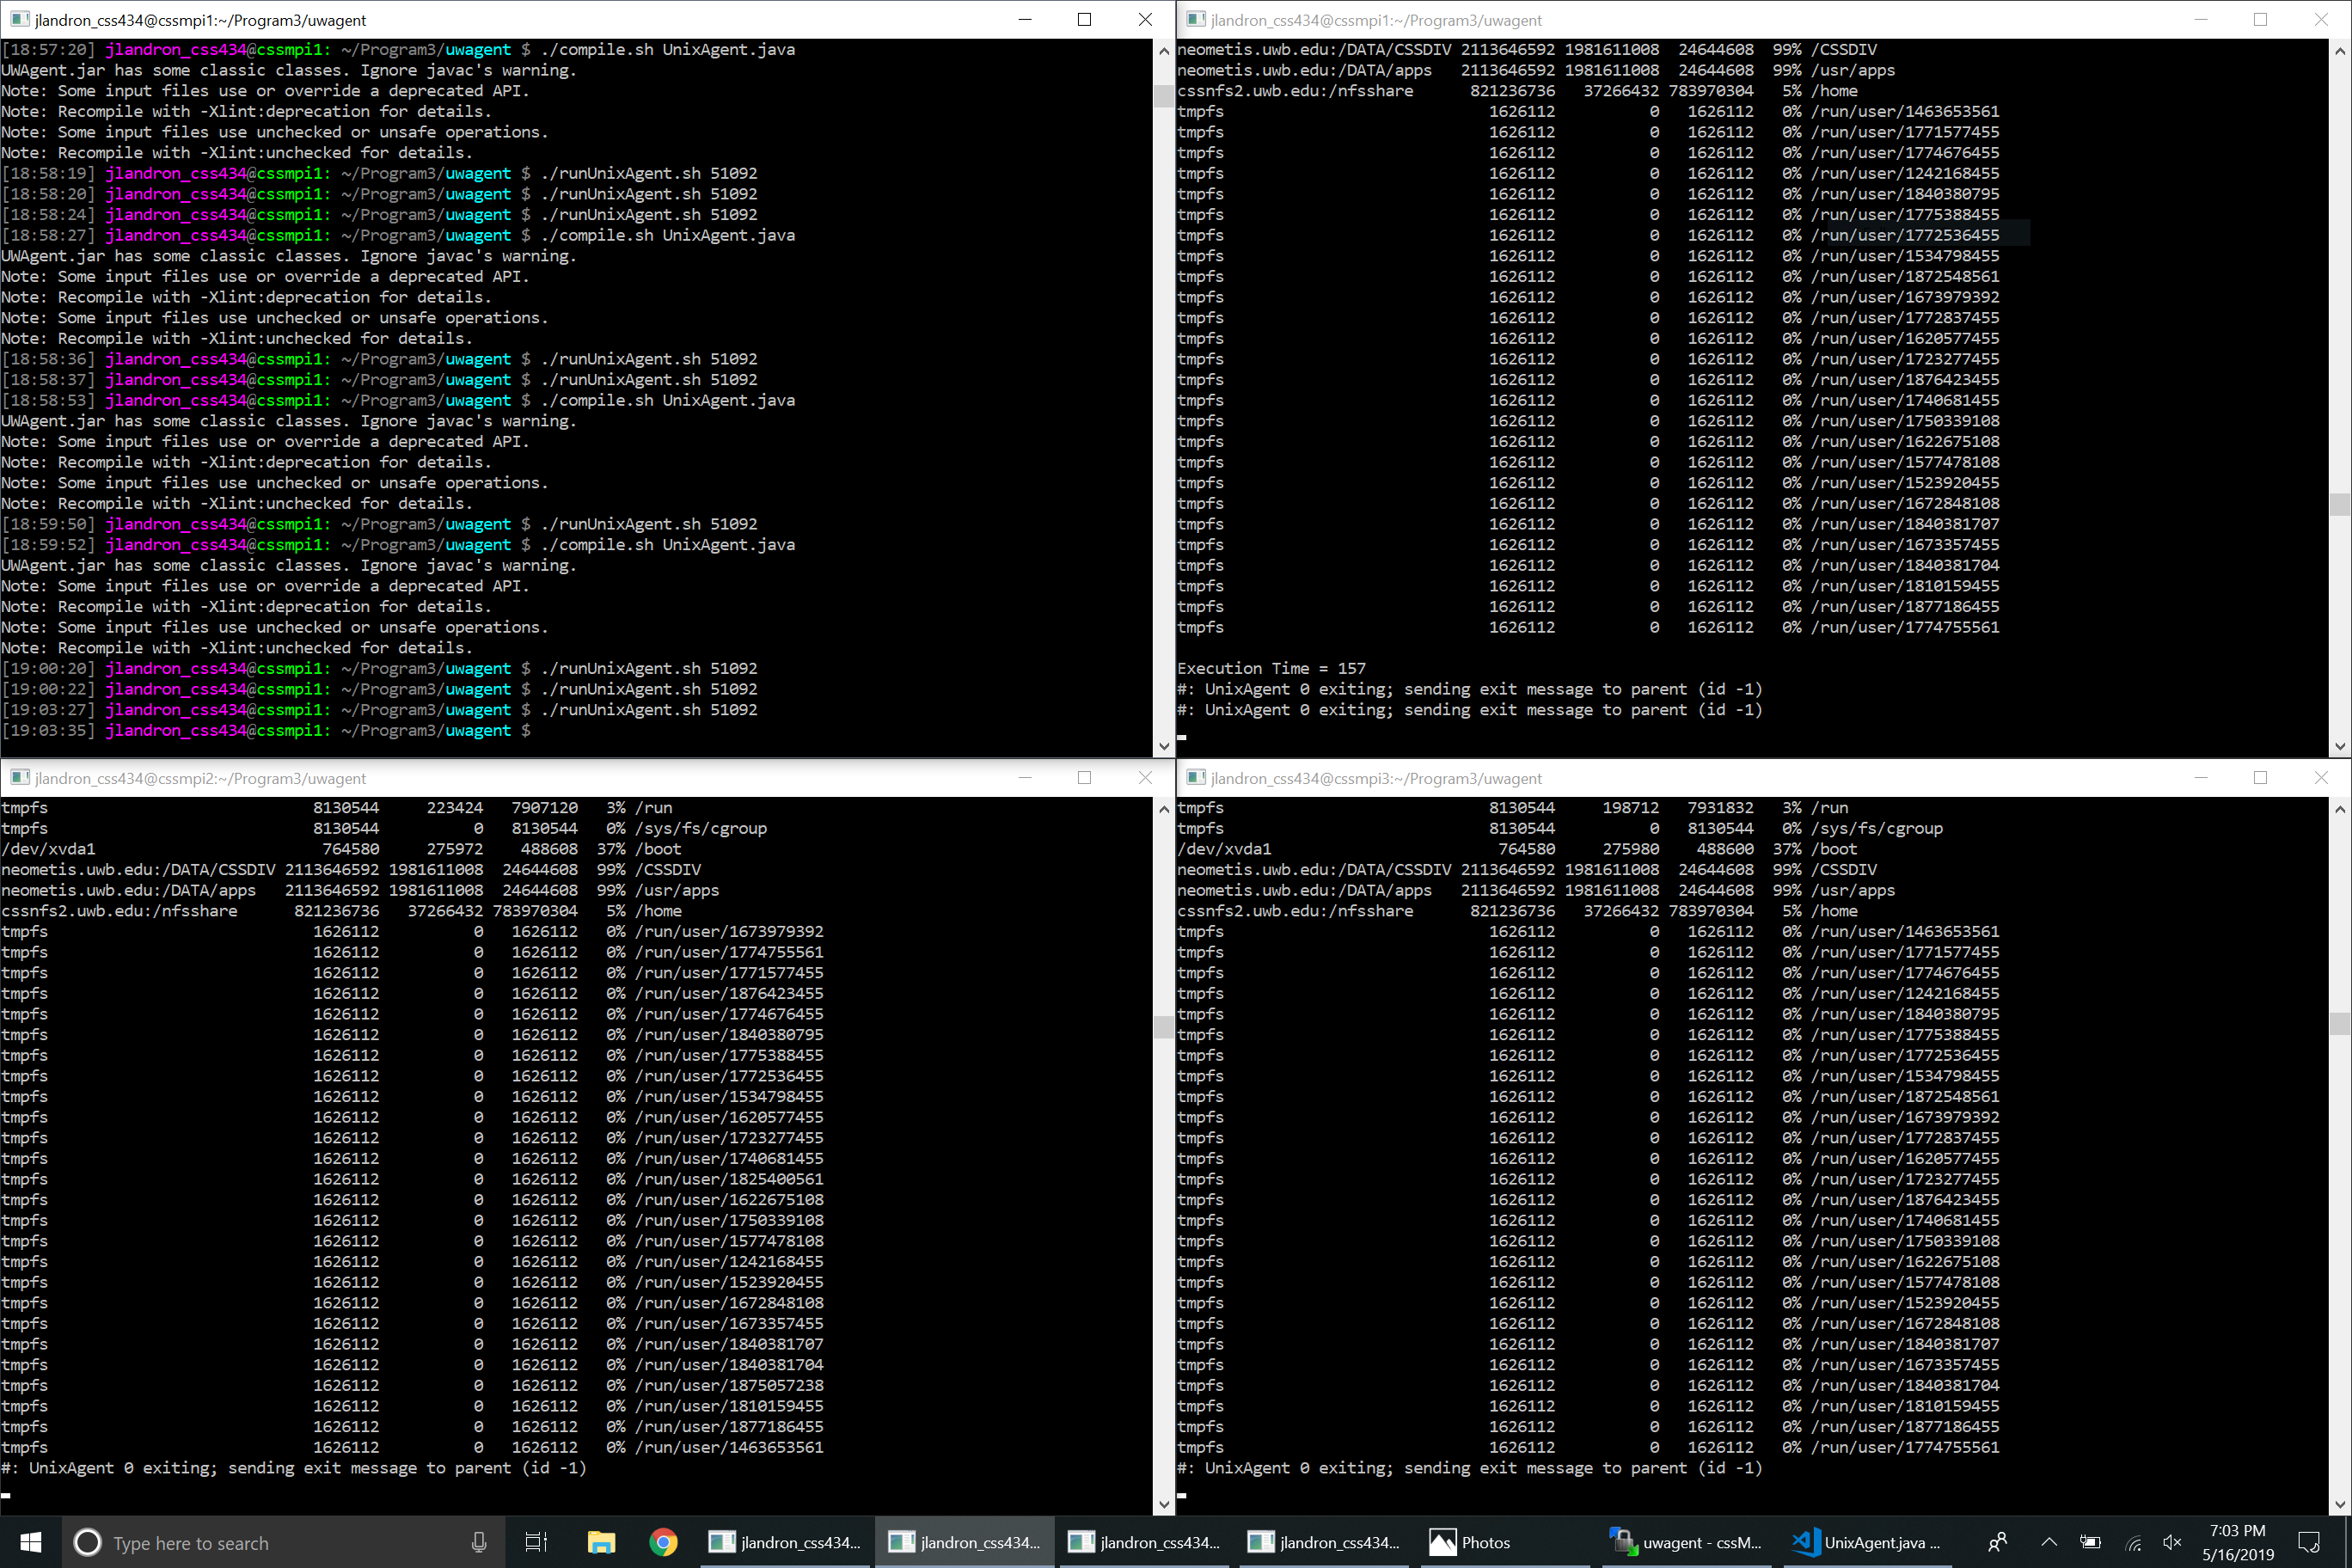 jlandron_css434@cssmpi1:~/Program3/uwagent
[18:57:20] jlandron_css434@cssmpi1: ~/Program3/uwagent $ ./compile.sh UnixAgent.java
UWAgent.jar has some classic classes. Ignore javac's warning.
Note: Some input files use or override a deprecated API.
Note: Recompile with -Xlint:deprecation for details.
Note: Some input files use unchecked or unsafe operations.
Note: Recompile with -Xlint:unchecked for details.
[18:58:19] jlandron_css434@cssmpi1: ~/Program3/uwagent $ ./runUnixAgent.sh 51092
[18:58:20] jlandron_css434@cssmpi1: ~/Program3/uwagent $ ./runUnixAgent.sh 51092
[18:58:24] jlandron_css434@cssmpi1: ~/Program3/uwagent $ ./runUnixAgent.sh 51092
[18:58:27] jlandron_css434@cssmpi1: ~/Program3/uwagent $ ./compile.sh UnixAgent.java
UWAgent.jar has some classic classes. Ignore javac's warning.
Note: Some input files use or override a deprecated API.
Note: Recompile with -Xlint:deprecation for details.
Note: Some input files use unchecked or unsafe operations.
Note: Recompile with -Xlint:unchecked for details.
[18:58:36] jlandron_css434@cssmpi1: ~/Program3/uwagent $ ./runUnixAgent.sh 51092
[18:58:37] jlandron_css434@cssmpi1: ~/Program3/uwagent $ ./runUnixAgent.sh 51092
[18:58:53] jlandron_css434@cssmpi1: ~/Program3/uwagent $ ./compile.sh UnixAgent.java
UWAgent.jar has some classic classes. Ignore javac's warning.
Note: Some input files use or override a deprecated API.
Note: Recompile with -Xlint:deprecation for details.
Note: Some input files use unchecked or unsafe operations.
Note: Recompile with -Xlint:unchecked for details.
[18:59:50] jlandron_css434@cssmpi1: ~/Program3/uwagent $ ./runUnixAgent.sh 51092
[18:59:52] jlandron_css434@cssmpi1: ~/Program3/uwagent $ ./compile.sh UnixAgent.java
UWAgent.jar has some classic classes. Ignore javac's warning.
Note: Some input files use or override a deprecated API.
Note: Recompile with -Xlint:deprecation for details.
Note: Some input files use unchecked or unsafe operations.
Note: Recompile with -Xlint:unchecked for details.
[19:00:20] jlandron_css434@cssmpi1: ~/Program3/uwagent $ ./runUnixAgent.sh 51092
[19:00:22] jlandron_css434@cssmpi1: ~/Program3/uwagent $ ./runUnixAgent.sh 51092
[19:03:27] jlandron_css434@cssmpi1: ~/Program3/uwagent $ ./runUnixAgent.sh 51092
[19:03:35] jlandron_css434@cssmpi1: ~/Program3/uwagent $
jlandron_css434@cssmpi1:~/Program3/uwagent
neometis.uwb.edu:/DATA/CSSDIV 2113646592 1981611008 24644608 99% /CSSDIV
neometis.uwb.edu:/DATA/apps 2113646592 1981611008 24644608 99% /usr/apps
cssnfs2.uwb.edu:/nfsshare 821236736 37266432 783970304 5% /home
tmpfs 1626112 0 1626112 0% /run/user/1463653561
tmpfs 1626112 0 1626112 0% /run/user/1771577455
tmpfs 1626112 0 1626112 0% /run/user/1774676455
tmpfs 1626112 0 1626112 0% /run/user/1242168455
tmpfs 1626112 0 1626112 0% /run/user/1840380795
tmpfs 1626112 0 1626112 0% /run/user/1775388455
tmpfs 1626112 0 1626112 0% /run/user/1772536455
tmpfs 1626112 0 1626112 0% /run/user/1534798455
tmpfs 1626112 0 1626112 0% /run/user/1872548561
tmpfs 1626112 0 1626112 0% /run/user/1673979392
tmpfs 1626112 0 1626112 0% /run/user/1772837455
tmpfs 1626112 0 1626112 0% /run/user/1620577455
tmpfs 1626112 0 1626112 0% /run/user/1723277455
tmpfs 1626112 0 1626112 0% /run/user/1876423455
tmpfs 1626112 0 1626112 0% /run/user/1740681455
tmpfs 1626112 0 1626112 0% /run/user/1750339108
tmpfs 1626112 0 1626112 0% /run/user/1622675108
tmpfs 1626112 0 1626112 0% /run/user/1577478108
tmpfs 1626112 0 1626112 0% /run/user/1523920455
tmpfs 1626112 0 1626112 0% /run/user/1672848108
tmpfs 1626112 0 1626112 0% /run/user/1840381707
tmpfs 1626112 0 1626112 0% /run/user/1673357455
tmpfs 1626112 0 1626112 0% /run/user/1840381704
tmpfs 1626112 0 1626112 0% /run/user/1810159455
tmpfs 1626112 0 1626112 0% /run/user/1877186455
tmpfs 1626112 0 1626112 0% /run/user/1774755561
Execution Time = 157
#: UnixAgent 0 exiting; sending exit message to parent (id -1)
#: UnixAgent 0 exiting; sending exit message to parent (id -1)
jlandron_css434@cssmpi2:~/Program3/uwagent
tmpfs 8130544 223424 7907120 3% /run
tmpfs 8130544 0 8130544 0% /sys/fs/cgroup
/dev/xvda1 764580 275972 488608 37% /boot
neometis.uwb.edu:/DATA/CSSDIV 2113646592 1981611008 24644608 99% /CSSDIV
neometis.uwb.edu:/DATA/apps 2113646592 1981611008 24644608 99% /usr/apps
cssnfs2.uwb.edu:/nfsshare 821236736 37266432 783970304 5% /home
tmpfs 1626112 0 1626112 0% /run/user/1673979392
tmpfs 1626112 0 1626112 0% /run/user/1774755561
tmpfs 1626112 0 1626112 0% /run/user/1771577455
tmpfs 1626112 0 1626112 0% /run/user/1876423455
tmpfs 1626112 0 1626112 0% /run/user/1774676455
tmpfs 1626112 0 1626112 0% /run/user/1840380795
tmpfs 1626112 0 1626112 0% /run/user/1775388455
tmpfs 1626112 0 1626112 0% /run/user/1772536455
tmpfs 1626112 0 1626112 0% /run/user/1534798455
tmpfs 1626112 0 1626112 0% /run/user/1620577455
tmpfs 1626112 0 1626112 0% /run/user/1723277455
tmpfs 1626112 0 1626112 0% /run/user/1740681455
tmpfs 1626112 0 1626112 0% /run/user/1825400561
tmpfs 1626112 0 1626112 0% /run/user/1622675108
tmpfs 1626112 0 1626112 0% /run/user/1750339108
tmpfs 1626112 0 1626112 0% /run/user/1577478108
tmpfs 1626112 0 1626112 0% /run/user/1242168455
tmpfs 1626112 0 1626112 0% /run/user/1523920455
tmpfs 1626112 0 1626112 0% /run/user/1672848108
tmpfs 1626112 0 1626112 0% /run/user/1673357455
tmpfs 1626112 0 1626112 0% /run/user/1840381707
tmpfs 1626112 0 1626112 0% /run/user/1840381704
tmpfs 1626112 0 1626112 0% /run/user/1875057238
tmpfs 1626112 0 1626112 0% /run/user/1810159455
tmpfs 1626112 0 1626112 0% /run/user/1877186455
tmpfs 1626112 0 1626112 0% /run/user/1463653561
#: UnixAgent 0 exiting; sending exit message to parent (id -1)
jlandron_css434@cssmpi3:~/Program3/uwagent
tmpfs 8130544 198712 7931832 3% /run
tmpfs 8130544 0 8130544 0% /sys/fs/cgroup
/dev/xvda1 764580 275980 488600 37% /boot
neometis.uwb.edu:/DATA/CSSDIV 2113646592 1981611008 24644608 99% /CSSDIV
neometis.uwb.edu:/DATA/apps 2113646592 1981611008 24644608 99% /usr/apps
cssnfs2.uwb.edu:/nfsshare 821236736 37266432 783970304 5% /home
tmpfs 1626112 0 1626112 0% /run/user/1463653561
tmpfs 1626112 0 1626112 0% /run/user/1771577455
tmpfs 1626112 0 1626112 0% /run/user/1774676455
tmpfs 1626112 0 1626112 0% /run/user/1242168455
tmpfs 1626112 0 1626112 0% /run/user/1840380795
tmpfs 1626112 0 1626112 0% /run/user/1775388455
tmpfs 1626112 0 1626112 0% /run/user/1772536455
tmpfs 1626112 0 1626112 0% /run/user/1534798455
tmpfs 1626112 0 1626112 0% /run/user/1872548561
tmpfs 1626112 0 1626112 0% /run/user/1673979392
tmpfs 1626112 0 1626112 0% /run/user/1772837455
tmpfs 1626112 0 1626112 0% /run/user/1620577455
tmpfs 1626112 0 1626112 0% /run/user/1723277455
tmpfs 1626112 0 1626112 0% /run/user/1876423455
tmpfs 1626112 0 1626112 0% /run/user/1740681455
tmpfs 1626112 0 1626112 0% /run/user/1750339108
tmpfs 1626112 0 1626112 0% /run/user/1622675108
tmpfs 1626112 0 1626112 0% /run/user/1577478108
tmpfs 1626112 0 1626112 0% /run/user/1523920455
tmpfs 1626112 0 1626112 0% /run/user/1672848108
tmpfs 1626112 0 1626112 0% /run/user/1840381707
tmpfs 1626112 0 1626112 0% /run/user/1673357455
tmpfs 1626112 0 1626112 0% /run/user/1840381704
tmpfs 1626112 0 1626112 0% /run/user/1810159455
tmpfs 1626112 0 1626112 0% /run/user/1877186455
tmpfs 1626112 0 1626112 0% /run/user/1774755561
#: UnixAgent 0 exiting; sending exit message to parent (id -1)
Type here to search
jlandron_css434...
jlandron_css434...
jlandron_css434...
jlandron_css434...
Photos
uwagent - cssM...
UnixAgent.java ...
7:03 PM
5/16/2019